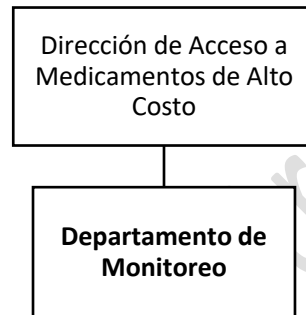 Dirección de Acceso a
Medicamentos de Alto
Costo
Departamento de
Monitoreo